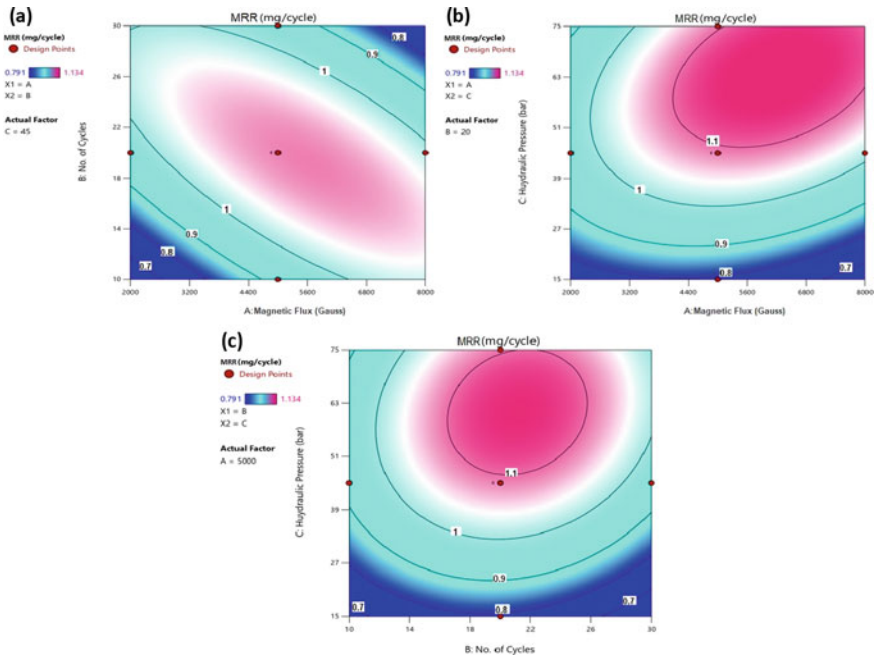 (a)
MRR (mg/cycle)
MRR (mg/cycle)
Design Points
0.791 1.134
X1 = A
X2 = B
Actual Factor
C = 45
B: No. of Cycles
30
26
22
18
14
10
0.8
0.9
1
1
0.9
0.8
0.7
2000 3200 4400 5600 6800 8000
A:Magnetic Flux (Gauss)
(b)
MRR (mg/cycle)
MRR (mg/cycle)
Design Points
0.791 1.134
X1 = A
X2 = C
Actual Factor
B = 20
C: Huydraulic Pressure (bar)
75
63
51
39
27
15
1.1
1
0.9
0.8
0.7
2000 3200 4400 5600 6800 8000
A:Magnetic Flux (Gauss)
(c)
MRR (mg/cycle)
MRR (mg/cycle)
Design Points
0.791 1.134
X1 = B
X2 = C
Actual Factor
A = 5000
C: Huydraulic Pressure (bar)
75
63
51
39
27
15
1.1
1
0.9
0.7
0.8
0.7
10 14 18 22 26 30
B: No. of Cycles